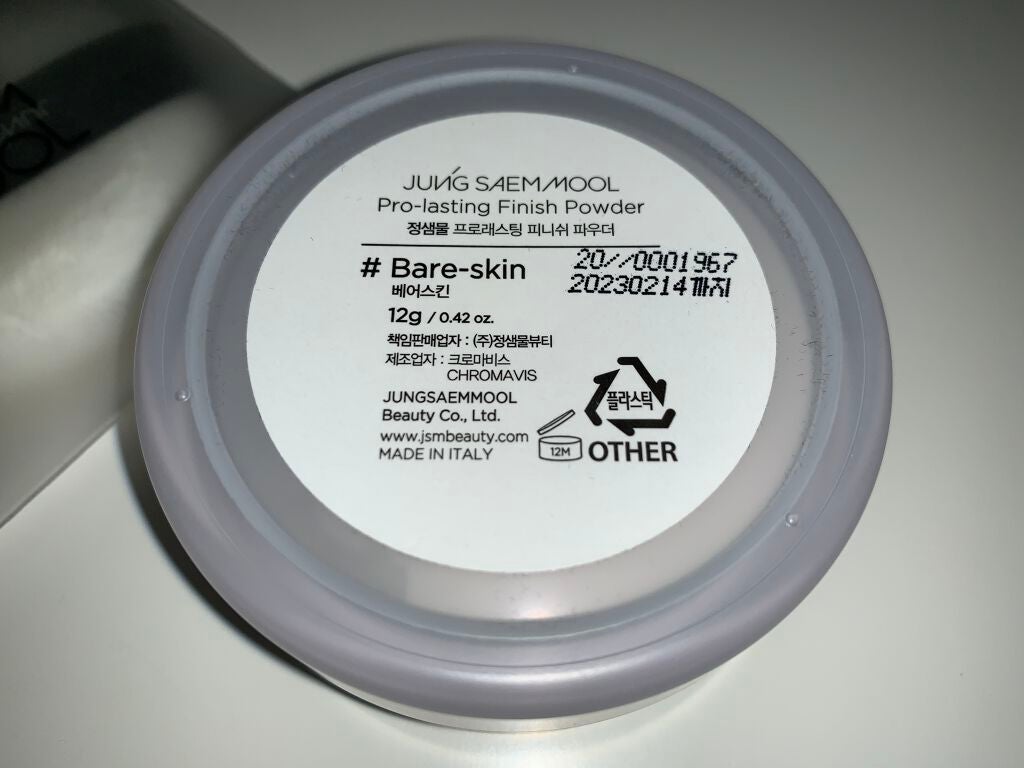 JUNG SAEMMOOL
Pro-lasting Finish Powder
정샘물 프로래스팅 피니쉬 파우더
# Bare-skin
베어스킨
20//0001967
20230214까지
12g / 0.42 oz.
책임판매업자 : (주)정샘물뷰티
제조업자 : 크로마비스
CHROMAVIS
JUNGSAEMMOOL
Beauty Co., Ltd.
www.jsmbeauty.com
MADE IN ITALY
12M
플라스틱
OTHER